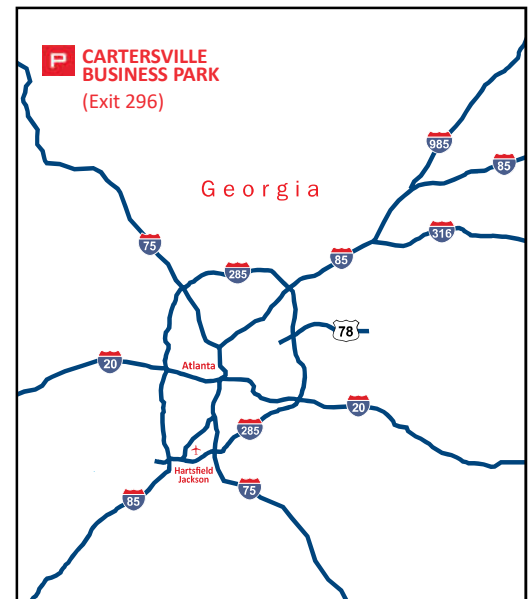 P
CARTERSVILLE
BUSINESS PARK
(Exit 296)
985
85
Georgia
316
75
85
285
78
20
Atlanta
20
285
Hartsfield
Jackson
85
75